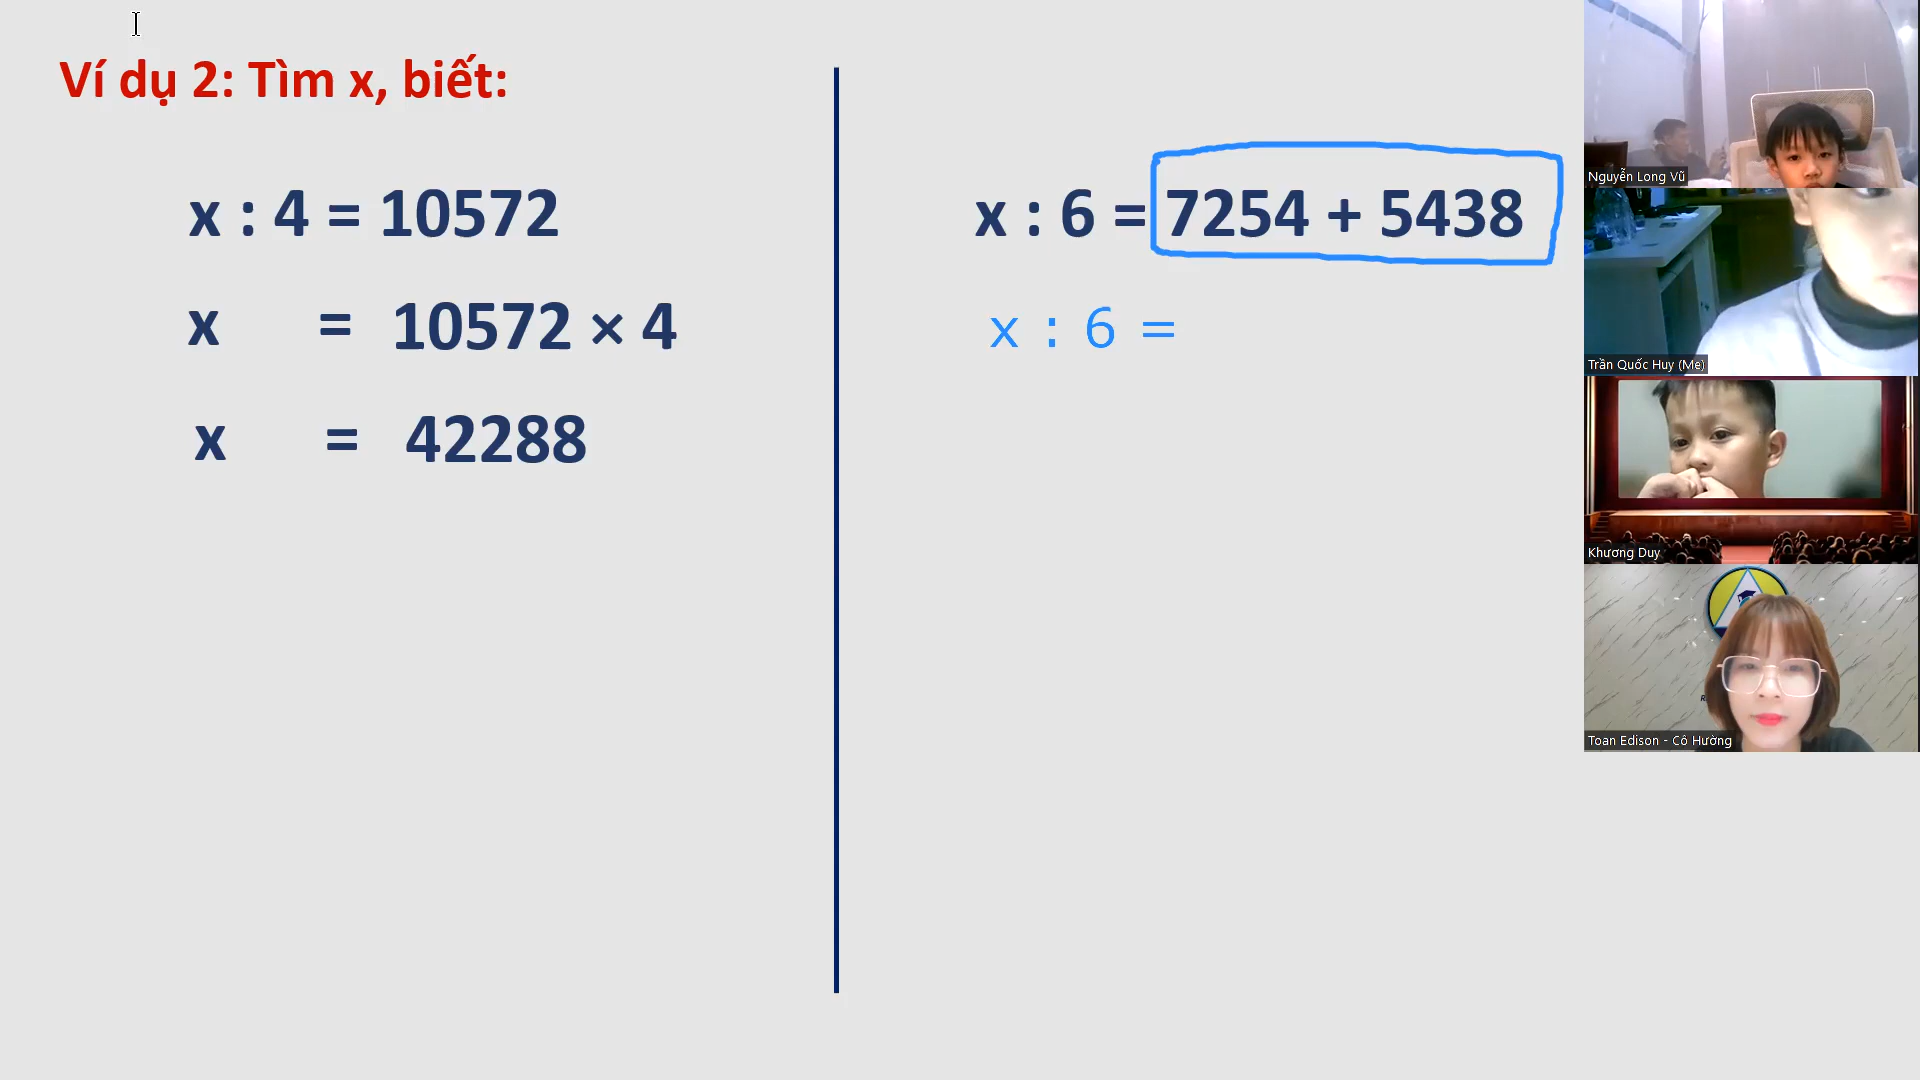 Ví dụ 2: Tìm x, biết:
x : 4 = 10572
x = 10572 × 4
x = 42288
x : 6 = 7254 + 5438
x : 6 =
Nguyễn Long Vũ
Trần Quốc Huy (Me)
Khương Duy
Toan Edison - Cô Hường